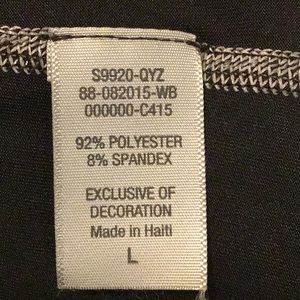 S9920-QYZ
88-082015-WB
000000-C415
92% POLYESTER
8% SPANDEX
EXCLUSIVE OF
DECORATION
Made in Haiti
L